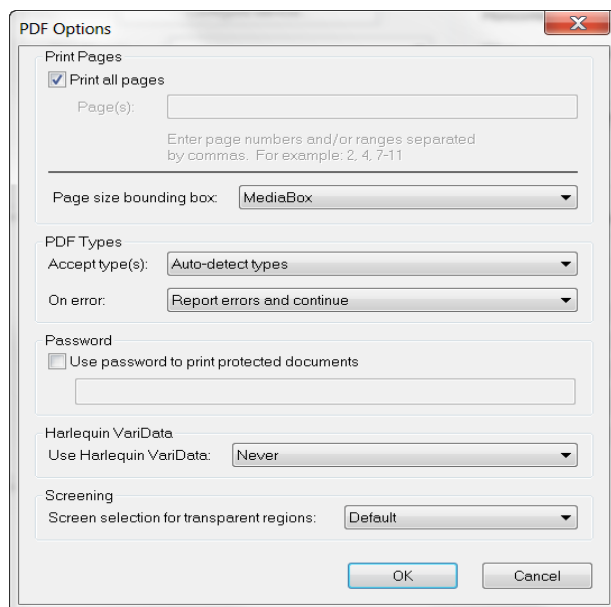 PDF Options
X
Print Pages
Print all pages
Page(s):
Enter page numbers and/or ranges separated
by commas. For example: 2, 4, 7-11
Page size bounding box: MediaBox
PDF Types
Accept type(s): Auto-detect types
On error: Report errors and continue
Password
Use password to print protected documents
Harlequin VariData
Use Harlequin VariData: Never
Screening
Screen selection for transparent regions: Default
OK Cancel